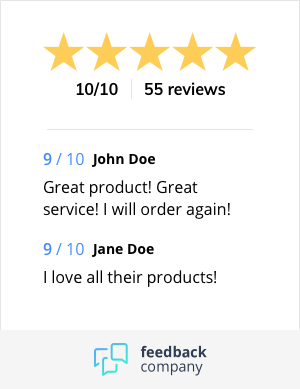 10/10 55 reviews
9 / 10 John Doe
Great product! Great
service! I will order again!
9 / 10 Jane Doe
I love all their products!
feedback
company